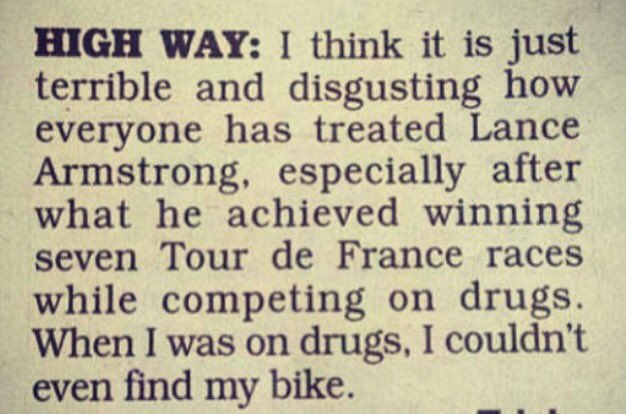 HIGH WAY: I think it is just
terrible and disgusting how
everyone has treated Lance
Armstrong, especially after
what he achieved winning
seven Tour de France races
while competing on drugs.
When I was on drugs, I couldn't
even find my bike.